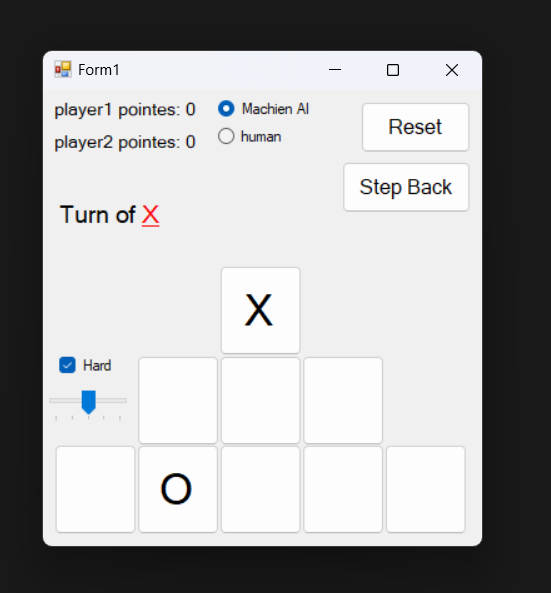 Form1
player1 pointes: 0
Machien AI
Reset
player2 pointes: 0
human
Step Back
Turn of X
X
Hard
O